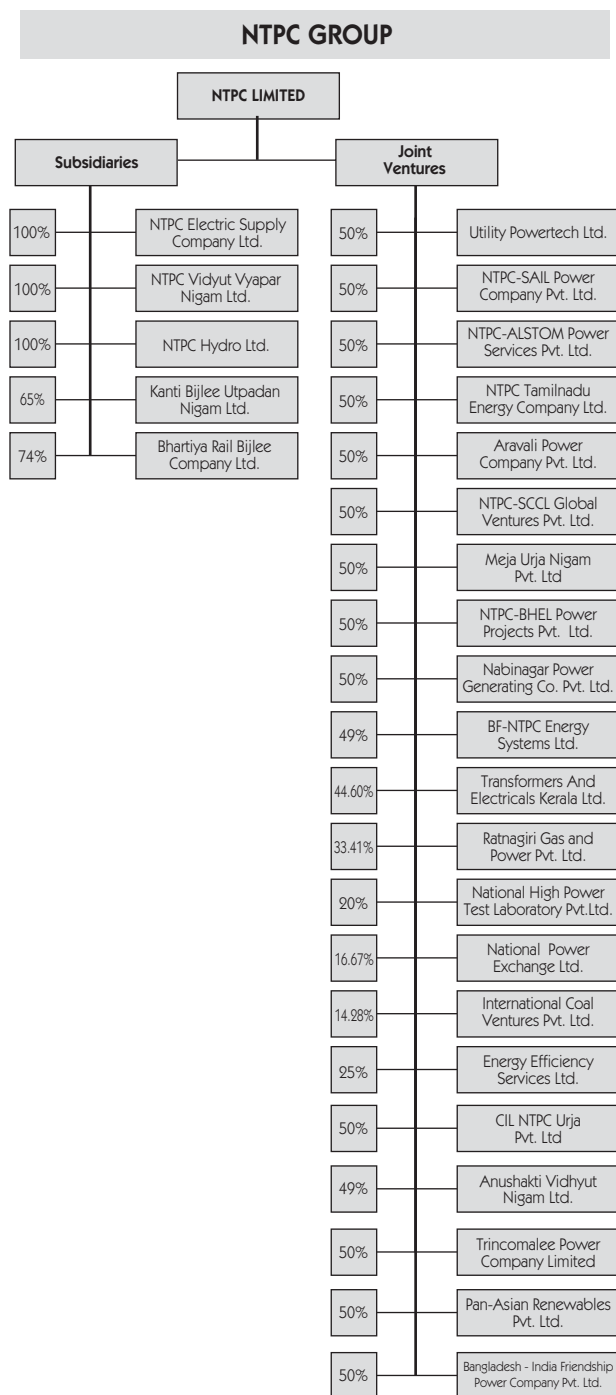 NTPC GROUP
NTPC LIMITED
Subsidiaries
100%
NTPC Electric Supply
Company Ltd.
100%
NTPC Vidyut Vyapar
Nigam Ltd.
100%
NTPC Hydro Ltd.
65%
Kanti Bijlee Utpadan
Nigam Ltd.
74%
Bhartiya Rail Bijlee
Company Ltd.
Joint
Ventures
50%
Utility Powertech Ltd.
50%
NTPC-SAIL Power
Company Pvt. Ltd.
50%
NTPC-ALSTOM Power
Services Pvt. Ltd.
50%
NTPC Tamilnadu
Energy Company Ltd.
50%
Aravali Power
Company Pvt. Ltd.
50%
NTPC-SCCL Global
Ventures Pvt. Ltd.
50%
Meja Urja Nigam
Pvt. Ltd
50%
NTPC-BHEL Power
Projects Pvt. Ltd.
50%
Nabinagar Power
Generating Co. Pvt. Ltd.
49%
BF-NTPC Energy
Systems Ltd.
44.60%
Transformers And
Electricals Kerala Ltd.
33.41%
Ratnagiri Gas and
Power Pvt. Ltd.
20%
National High Power
Test Laboratory Pvt.Ltd.
16.67%
National Power
Exchange Ltd.
14.28%
International Coal
Ventures Pvt. Ltd.
25%
Energy Efficiency
Services Ltd.
50%
CIL NTPC Urja
Pvt. Ltd
49%
Anushakti Vidhyut
Nigam Ltd.
50%
Trincomalee Power
Company Limited
50%
Pan-Asian Renewables
Pvt. Ltd.
50%
Bangladesh - India Friendship
Power Company Pvt. Ltd.